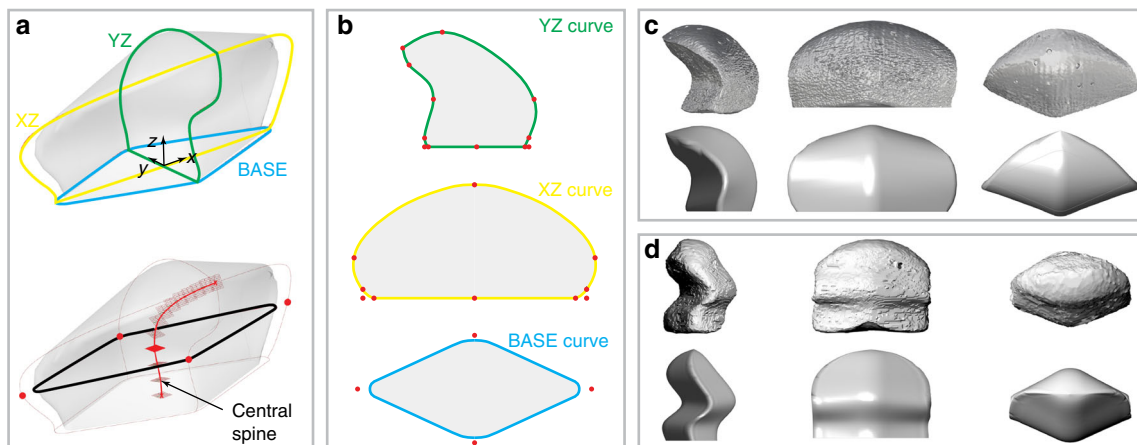 a
YZ
XZ
z
y
x
BASE
Central
spine
b
YZ curve
XZ curve
BASE curve
c
d